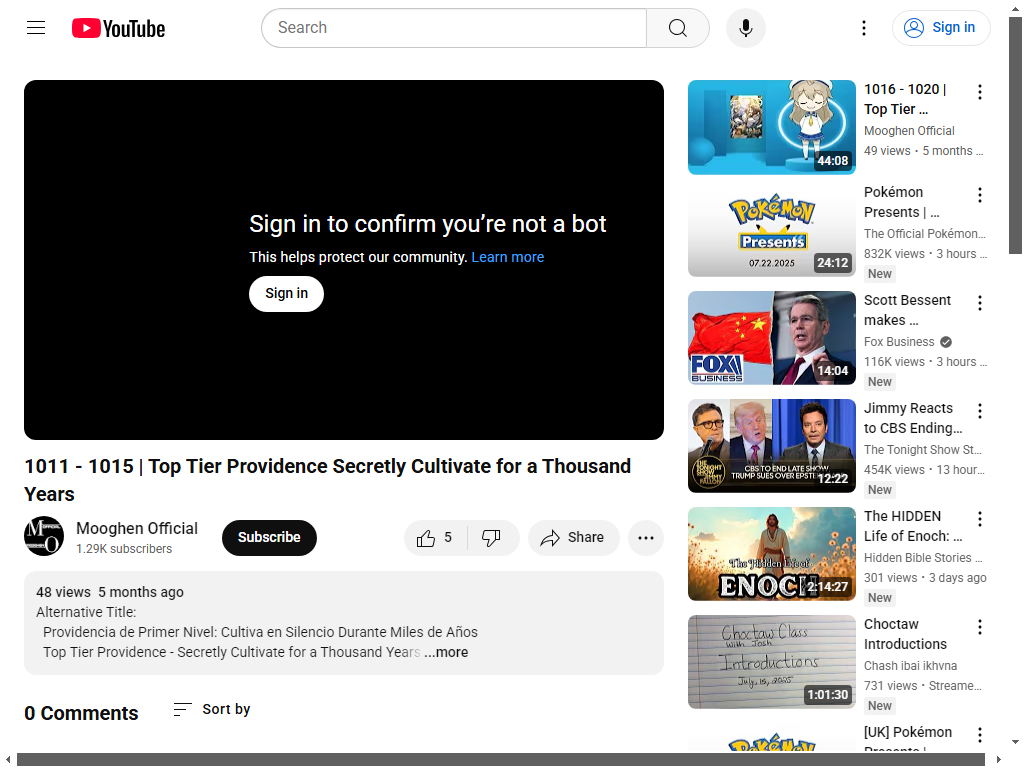 YouTube
Search
Sign in
Sign in to confirm you're not a bot
This helps protect our community. Learn more
Sign in
1011 - 1015 | Top Tier Providence Secretly Cultivate for a Thousand
Years
Mooghen Official
1.29K subscribers
Subscribe
5
Share
48 views 5 months ago
Alternative Title:
Providencia de Primer Nivel: Cultiva en Silencio Durante Miles de Años
Top Tier Providence - Secretly Cultivate for a Thousand Years ...more
0 Comments
Sort by
44:08
1016 - 1020 |
Top Tier ...
Mooghen Official
49 views • 5 months ...
POKÉMON
Presents
07.22.2025
24:12
Pokémon
Presents | ...
The Official Pokémon...
832K views • 3 hours ...
New
FOX
BUSINESS
14:04
Scott Bessent
makes ...
Fox Business
116K views • 3 hours ...
New
THE
TONIGHT
SHOW
CBS TO END LATE SHOW
TRUMP SUES OVER EPST
12:22
Jimmy Reacts
to CBS Ending...
The Tonight Show St...
454K views • 13 hour...
New
The Hidden Life of
ENOCH
2:14:27
The HIDDEN
Life of Enoch: ...
Hidden Bible Stories ...
301 views • 3 days ago
New
Choctaw Class
With Josh
Introductions
July, 18, 2025
1:01:30
Choctaw
Introductions
Chash ibai ikhvna
731 views • Streame...
New
POKÉMON
[UK] Pokémon
Presents |